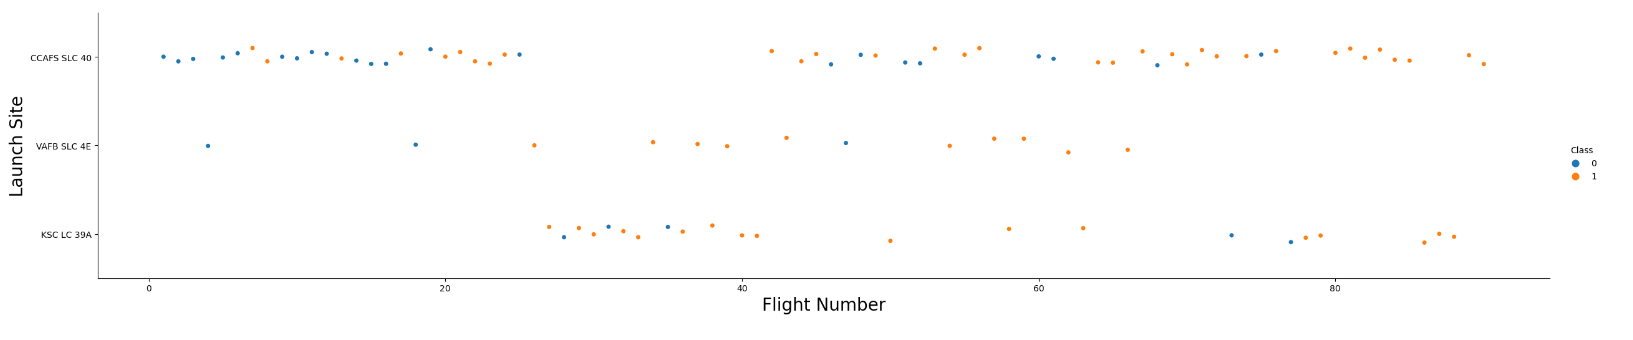 Launch Site
CCAFS SLC 40
VAFB SLC 4E
KSC LC 39A
0 20 40 60 80
Flight Number
Class
0
1